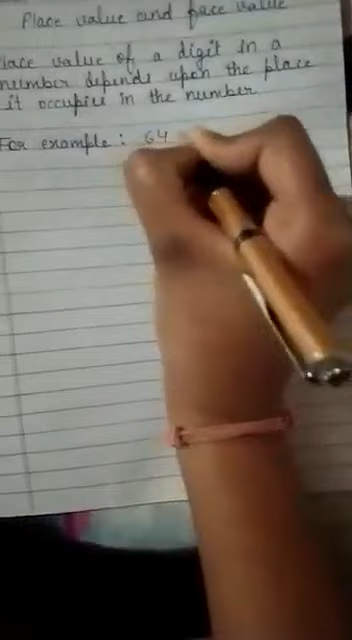 Place value and face value
Place value of a digit in a
number depends upon the place
it occupies in the number
For example : 64